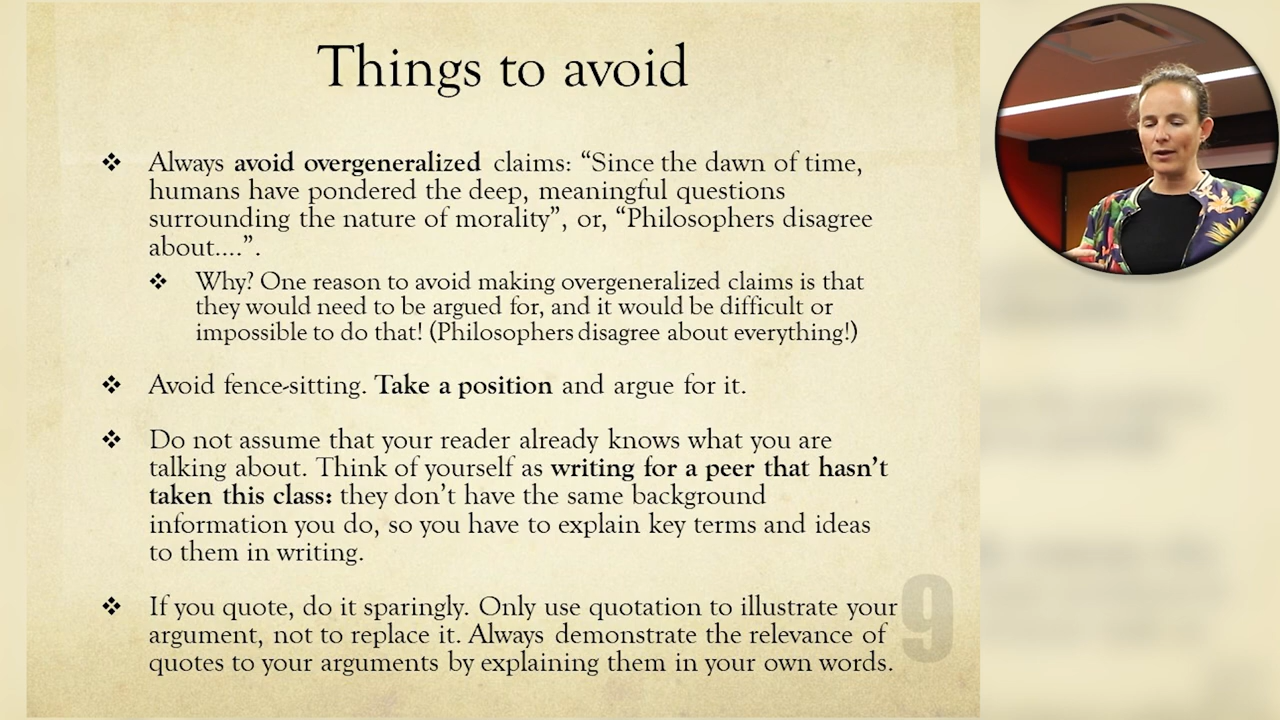 Things to avoid
❖ Always avoid overgeneralized claims: “Since the dawn of time,
humans have pondered the deep, meaningful questions
surrounding the nature of morality”, or, “Philosophers disagree
about....”.
❖ Why? One reason to avoid making overgeneralized claims is that
they would need to be argued for, and it would be difficult or
impossible to do that! (Philosophers disagree about everything!)
❖ Avoid fence-sitting. Take a position and argue for it.
❖ Do not assume that your reader already knows what you are
talking about. Think of yourself as writing for a peer that hasn’t
taken this class: they don’t have the same background
information you do, so you have to explain key terms and ideas
to them in writing.
❖ If you quote, do it sparingly. Only use quotation to illustrate your
argument, not to replace it. Always demonstrate the relevance of
quotes to your arguments by explaining them in your own words.
9